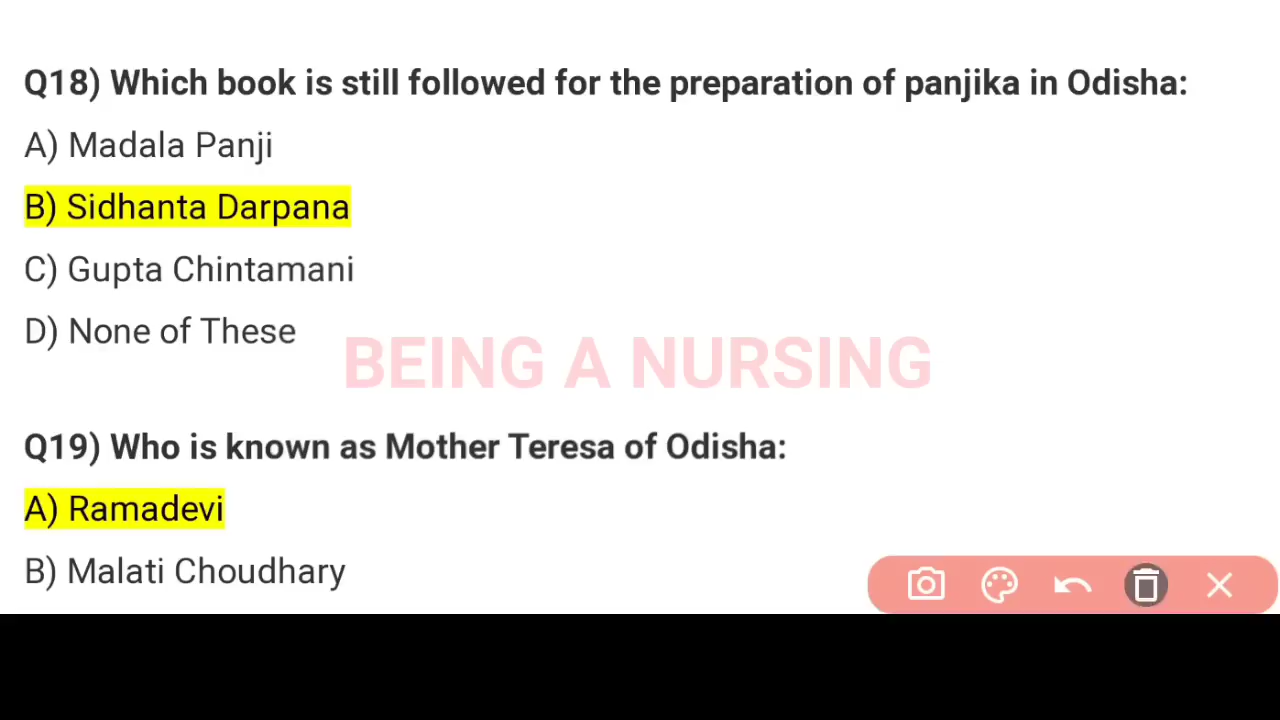 Q18) Which book is still followed for the preparation of panjika in Odisha:
A) Madala Panji
B) Sidhanta Darpana
C) Gupta Chintamani
D) None of These
BEING A NURSING
Q19) Who is known as Mother Teresa of Odisha:
A) Ramadevi
B) Malati Choudhary